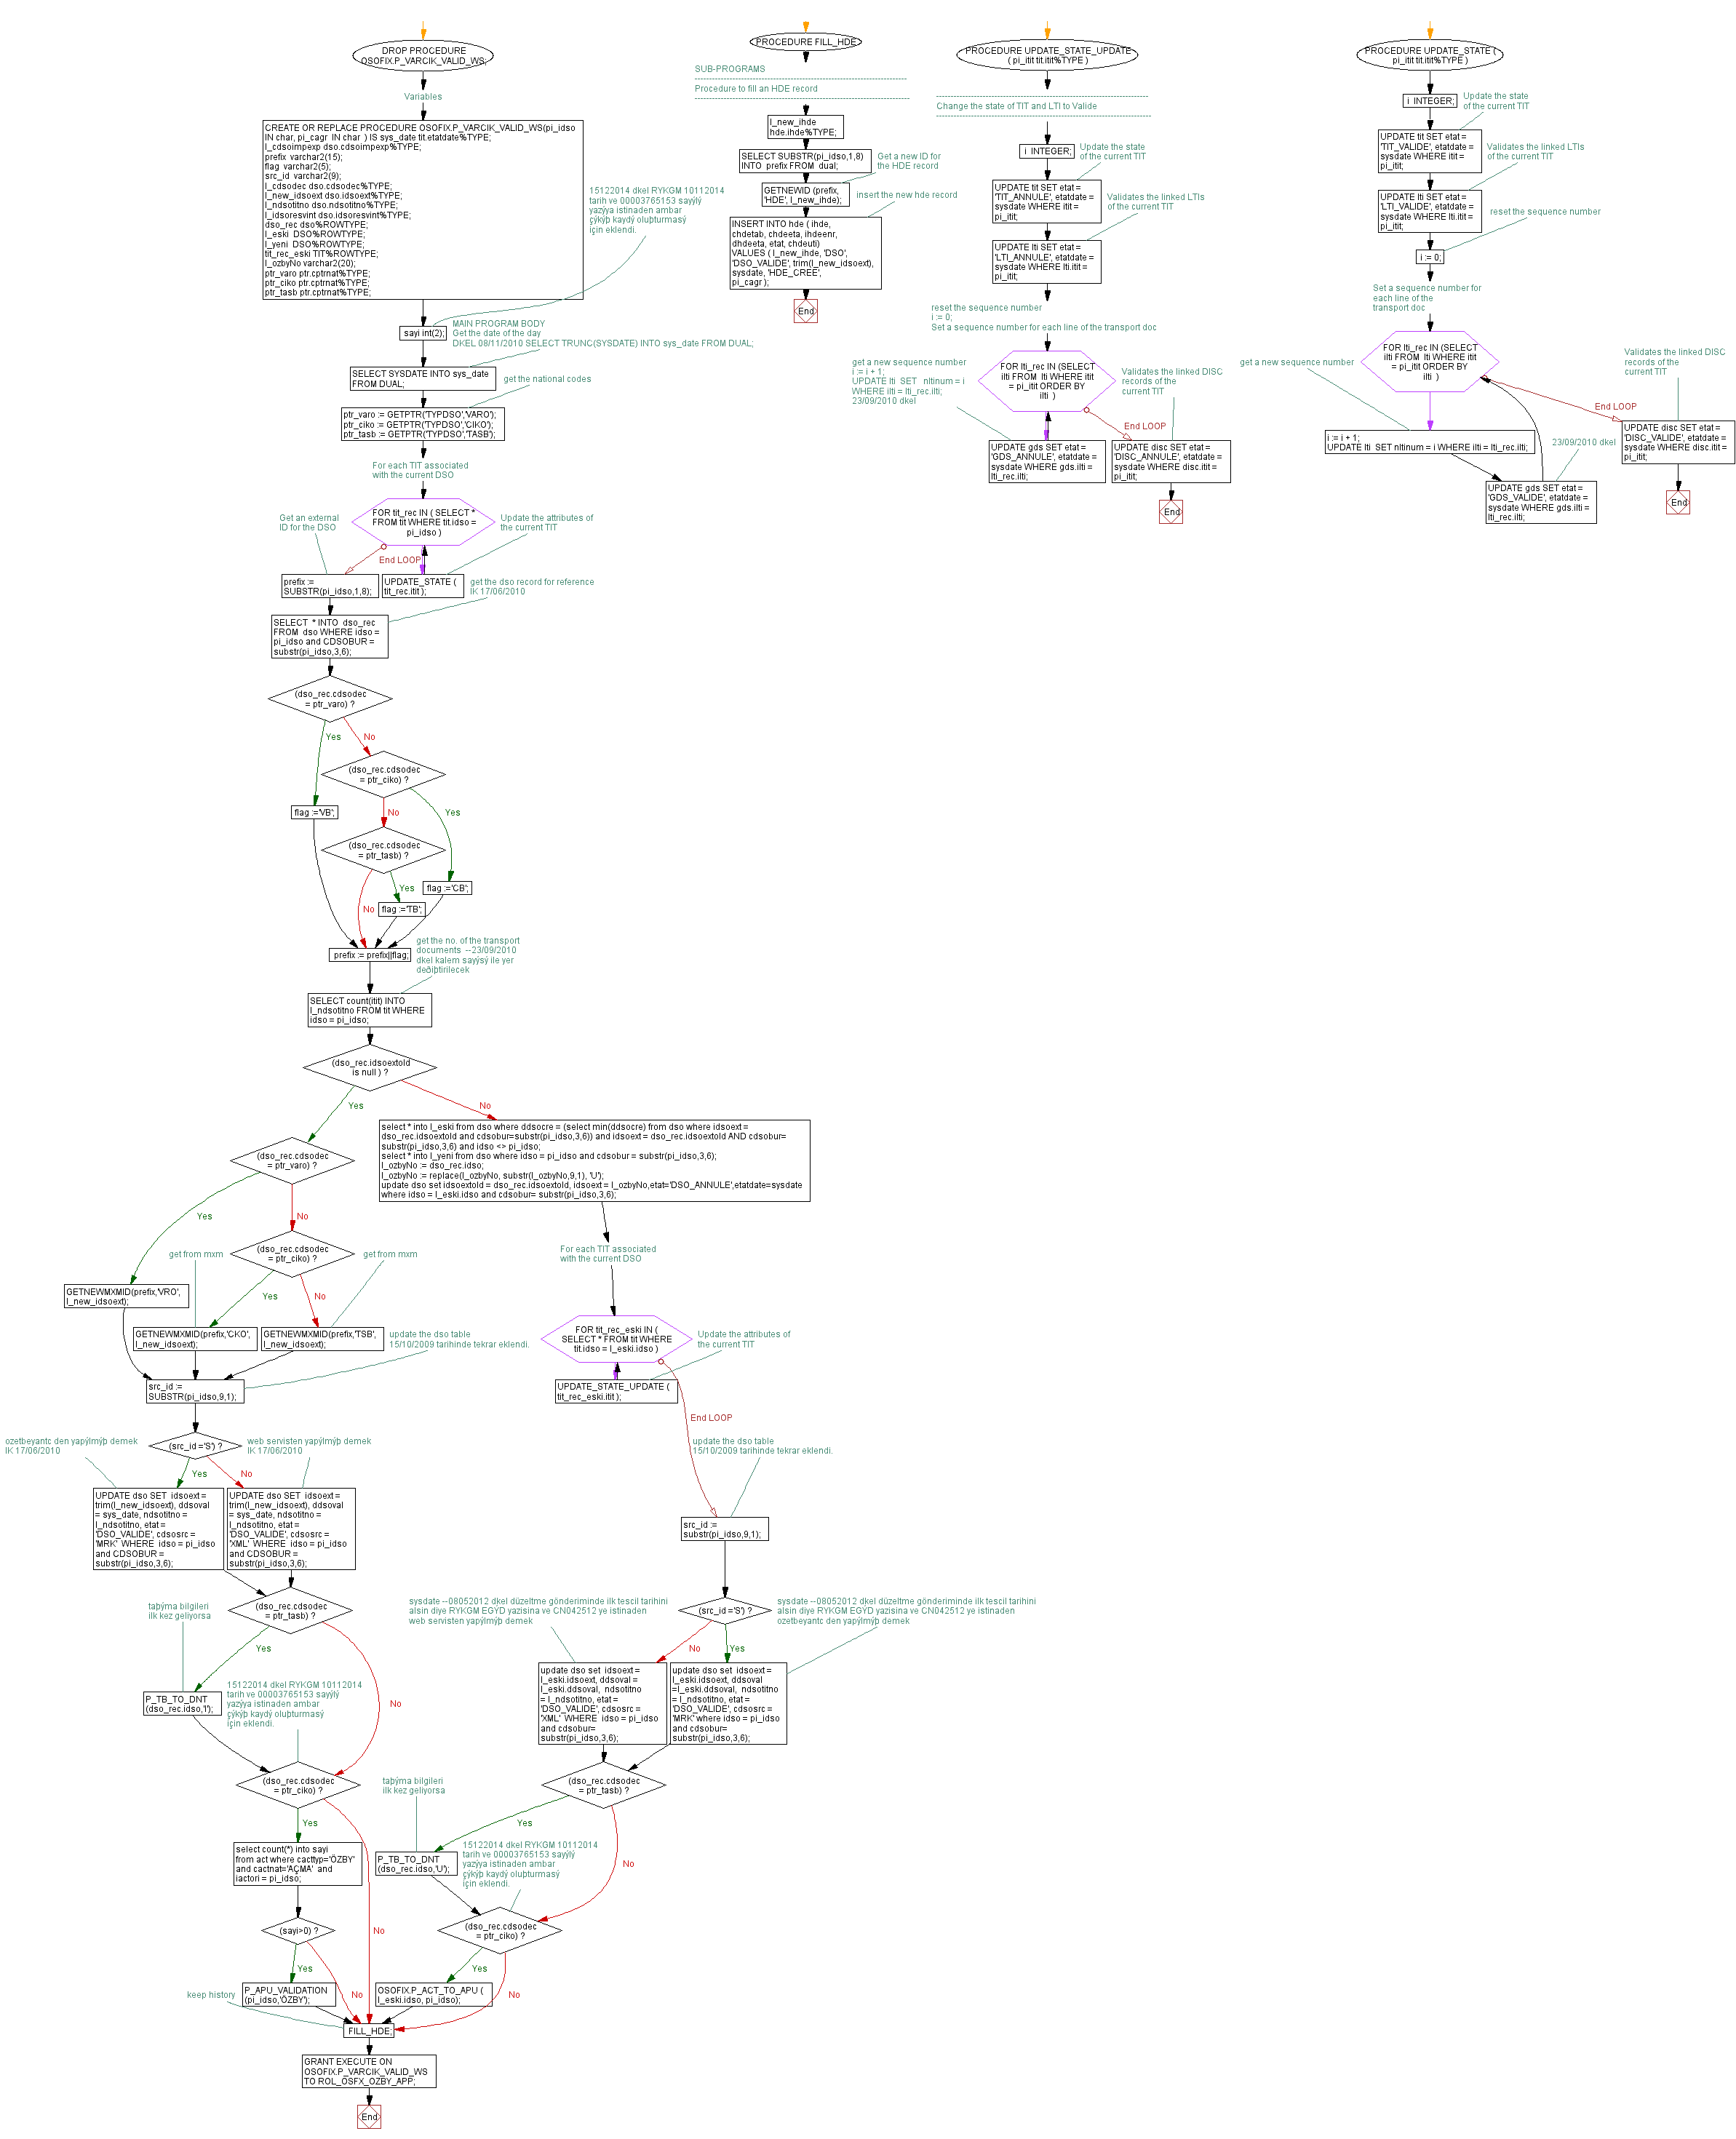 DROP PROCEDURE
OSOFIX.P_VARCIK_VALID_WS;
Variables
CREATE OR REPLACE PROCEDURE OSOFIX.P_VARCIK_VALID_WS(pi_idso
IN char, pi_cagr  IN char  ) IS sys_date tit.etatdate%TYPE;
l_cdsoimpexp dso.cdsoimpexp%TYPE;
prefix  varchar2(15);
flag  varchar2(5);
src_id  varchar2(9);
l_cdsodec dso.cdsodec%TYPE;
l_new_idsoext dso.idsoext%TYPE;
l_ndsotitno dso.ndsotitno%TYPE;
l_idsoresvint dso.idsoresvint%TYPE;
dso_rec dso%ROWTYPE;
l_eski  DSO%ROWTYPE;
l_yeni  DSO%ROWTYPE;
tit_rec_eski TIT%ROWTYPE;
l_ozbyNo varchar2(20);
ptr_varo ptr.cptrnat%TYPE;
ptr_ciko ptr.cptrnat%TYPE;
ptr_tasb ptr.cptrnat%TYPE;
15122014 dkel RYKGM 10112014
tarih ve 00003765153 sayýlý
yazýya istinaden ambar
çýkýþ kaydý oluþturmasý
için eklendi.
sayi int(2);
MAIN PROGRAM BODY
Get the date of the day
DKEL 08/11/2010 SELECT TRUNC(SYSDATE) INTO sys_date FROM DUAL;
SELECT SYSDATE INTO sys_date
FROM DUAL;
get the national codes
ptr_varo := GETPTR('TYPDSO','VARO');
ptr_ciko := GETPTR('TYPDSO','CIKO');
ptr_tasb := GETPTR('TYPDSO','TASB');
For each TIT associated
with the current DSO
FOR tit_rec IN ( SELECT *
FROM tit WHERE tit.idso =
pi_idso )
Get an external
ID for the DSO
Update the attributes of
the current TIT
End LOOP
prefix :=
SUBSTR(pi_idso,1,8);
UPDATE_STATE (
tit_rec.itit );
get the dso record for reference
IK 17/06/2010
SELECT  * INTO  dso_rec
FROM  dso WHERE idso =
pi_idso and CDSOBUR =
substr(pi_idso,3,6);
(dso_rec.cdsodec
= ptr_varo) ?
Yes
No
(dso_rec.cdsodec
= ptr_ciko) ?
flag :='VB';
No
Yes
(dso_rec.cdsodec
= ptr_tasb) ?
Yes
flag :='CB';
No
flag :='TB';
prefix := prefix||flag;
get the no. of the transport
documents  --23/09/2010
dkel kalem sayýsý ile yer
deðiþtirilecek
SELECT count(itit) INTO
l_ndsotitno FROM tit WHERE
idso = pi_idso;
(dso_rec.idsoextold
is null ) ?
Yes
No
select * into l_eski from dso where ddsocre = (select min(ddsocre) from dso where idsoext =
dso_rec.idsoextold and cdsobur=substr(pi_idso,3,6)) and idsoext = dso_rec.idsoextold AND cdsobur=
substr(pi_idso,3,6) and idso <> pi_idso;
select * into l_yeni from dso where idso = pi_idso and cdsobur = substr(pi_idso,3,6);
l_ozbyNo := dso_rec.idso;
l_ozbyNo := replace(l_ozbyNo, substr(l_ozbyNo,9,1), 'U');
update dso set idsoextold = dso_rec.idsoextold, idsoext = l_ozbyNo,etat='DSO_ANNULE',etatdate=sysdate
where idso = l_eski.idso and cdsobur= substr(pi_idso,3,6);
(dso_rec.cdsodec
= ptr_varo) ?
Yes
No
get from mxm
(dso_rec.cdsodec
= ptr_ciko) ?
get from mxm
GETNEWMXMID(prefix,'VRO',
l_new_idsoext);
Yes
No
GETNEWMXMID(prefix,'CKO',
l_new_idsoext);
GETNEWMXMID(prefix,'TSB',
l_new_idsoext);
update the dso table
15/10/2009 tarihinde tekrar eklendi.
src_id :=
SUBSTR(pi_idso,9,1);
ozetbeyantc den yapýlmýþ demek
IK 17/06/2010
(src_id ='S') ?
web servisten yapýlmýþ demek
IK 17/06/2010
Yes
No
UPDATE dso SET  idsoext =
trim(l_new_idsoext), ddsoval
= sys_date, ndsotitno =
l_ndsotitno, etat =
'DSO_VALIDE', cdsosrc =
'MRK'  WHERE  idso = pi_idso
and CDSOBUR =
substr(pi_idso,3,6);
UPDATE dso SET  idsoext =
trim(l_new_idsoext), ddsoval
= sys_date, ndsotitno =
l_ndsotitno, etat =
'DSO_VALIDE', cdsosrc =
'XML'  WHERE  idso = pi_idso
and CDSOBUR =
substr(pi_idso,3,6);
taþýma bilgileri
ilk kez geliyorsa
(dso_rec.cdsodec
= ptr_tasb) ?
Yes
No
P_TB_TO_DNT
(dso_rec.idso,'I');
15122014 dkel RYKGM 10112014
tarih ve 00003765153 sayýlý
yazýya istinaden ambar
çýkýþ kaydý oluþturmasý
için eklendi.
(dso_rec.cdsodec
= ptr_ciko) ?
Yes
No
select count(*) into sayi
from act where cacttyp='ÖZBY'
and cactnat='AÇMA'  and
iactori = pi_idso;
(sayi>0) ?
Yes
No
P_APU_VALIDATION
(pi_idso,'ÖZBY');
keep history
For each TIT associated
with the current DSO
FOR tit_rec_eski IN (
SELECT * FROM tit WHERE
tit.idso = l_eski.idso )
Update the attributes of
the current TIT
UPDATE_STATE_UPDATE (
tit_rec_eski.itit );
End LOOP
update the dso table
15/10/2009 tarihinde tekrar eklendi.
src_id :=
substr(pi_idso,9,1);
sysdate --08052012 dkel düzeltme gönderiminde ilk tescil tarihini
alsin diye RYKGM EGÝD yazisina ve CN042512 ye istinaden
web servisten yapýlmýþ demek
(src_id ='S') ?
sysdate --08052012 dkel düzeltme gönderiminde ilk tescil tarihini
alsin diye RYKGM EGÝD yazisina ve CN042512 ye istinaden
ozetbeyantc den yapýlmýþ demek
No
Yes
update dso set  idsoext =
l_eski.idsoext, ddsoval =
l_eski.ddsoval,  ndsotitno
= l_ndsotitno, etat =
'DSO_VALIDE', cdsosrc =
'XML'  WHERE  idso = pi_idso
and cdsobur=
substr(pi_idso,3,6);
update dso set  idsoext =
l_eski.idsoext, ddsoval
=l_eski.ddsoval,  ndsotitno
= l_ndsotitno, etat =
'DSO_VALIDE', cdsosrc =
'MRK' where idso = pi_idso
and cdsobur=
substr(pi_idso,3,6);
taþýma bilgileri
ilk kez geliyorsa
(dso_rec.cdsodec
= ptr_tasb) ?
Yes
No
P_TB_TO_DNT
(dso_rec.idso,'U');
15122014 dkel RYKGM 10112014
tarih ve 00003765153 sayýlý
yazýya istinaden ambar
çýkýþ kaydý oluþturmasý
için eklendi.
(dso_rec.cdsodec
= ptr_ciko) ?
Yes
No
OSOFIX.P_ACT_TO_APU (
l_eski.idso, pi_idso);
FILL_HDE;
GRANT EXECUTE ON
OSOFIX.P_VARCIK_VALID_WS
TO ROL_OSFX_OZBY_APP;
End
PROCEDURE FILL_HDE
SUB-PROGRAMS
Procedure to fill an HDE record
l_new_ihde
hde.ihde%TYPE;
SELECT SUBSTR(pi_idso,1,8)
INTO  prefix FROM  dual;
Get a new ID for
the HDE record
GETNEWID (prefix,
'HDE', l_new_ihde);
insert the new hde record
INSERT INTO hde ( ihde,
chdetab, chdeeta, ihdeenr,
dhdeeta, etat, chdeuti)
VALUES ( l_new_ihde, 'DSO',
'DSO_VALIDE', trim(l_new_idsoext),
sysdate, 'HDE_CREE',
pi_cagr );
End
PROCEDURE UPDATE_STATE_UPDATE
( pi_itit tit.itit%TYPE )
Change the state of TIT and LTI to Valide
i  INTEGER;
Update the state
of the current TIT
UPDATE tit SET etat =
'TIT_ANNULE', etatdate =
sysdate WHERE itit =
pi_itit;
Validates the linked LTIs
of the current TIT
UPDATE lti SET etat =
'LTI_ANNULE', etatdate =
sysdate WHERE lti.itit =
pi_itit;
reset the sequence number
i := 0;
Set a sequence number for each line of the transport doc
get a new sequence number
i := i + 1;
UPDATE lti  SET   nltinum = i
WHERE ilti = lti_rec.ilti;
23/09/2010 dkel
FOR lti_rec IN (SELECT
ilti FROM  lti WHERE itit
= pi_itit ORDER BY
ilti  )
Validates the linked DISC
records of the
current TIT
End LOOP
UPDATE gds SET etat =
'GDS_ANNULE', etatdate =
sysdate WHERE gds.ilti =
lti_rec.ilti;
UPDATE disc SET etat =
'DISC_ANNULE', etatdate =
sysdate WHERE disc.itit =
pi_itit;
End
PROCEDURE UPDATE_STATE (
pi_itit tit.itit%TYPE )
i  INTEGER;
Update the state
of the current TIT
UPDATE tit SET etat =
'TIT_VALIDE', etatdate =
sysdate WHERE itit =
pi_itit;
Validates the linked LTIs
of the current TIT
UPDATE lti SET etat =
'LTI_VALIDE', etatdate =
sysdate WHERE lti.itit =
pi_itit;
reset the sequence number
i := 0;
Set a sequence number for
each line of the
transport doc
get a new sequence number
FOR lti_rec IN (SELECT
ilti FROM  lti WHERE itit
= pi_itit ORDER BY
ilti  )
Validates the linked DISC
records of the
current TIT
End LOOP
i := i + 1;
UPDATE lti  SET nltinum = i WHERE ilti = lti_rec.ilti;
23/09/2010 dkel
UPDATE disc SET etat =
'DISC_VALIDE', etatdate =
sysdate WHERE disc.itit =
pi_itit;
UPDATE gds SET etat =
'GDS_VALIDE', etatdate =
sysdate WHERE gds.ilti =
lti_rec.ilti;
End